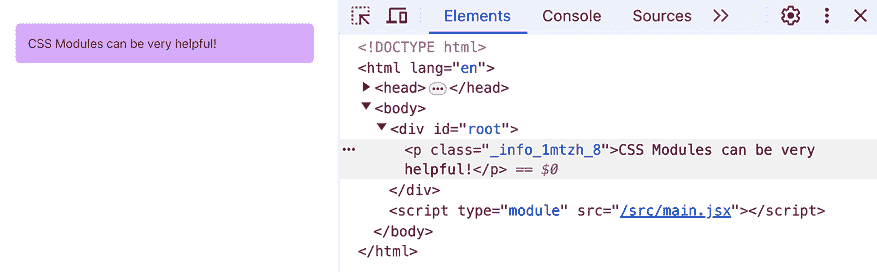 CSS Modules can be very helpful!
Elements Console Sources
<!DOCTYPE html>
<html lang="en">
<head> ••• </head>
<body>
<div id="root">
••• <p class="_info_1mtzh_8">CSS Modules can be very
helpful!</p> == $0
</div>
<script type="module" src="/src/main.jsx"></script>
</body>
</html>